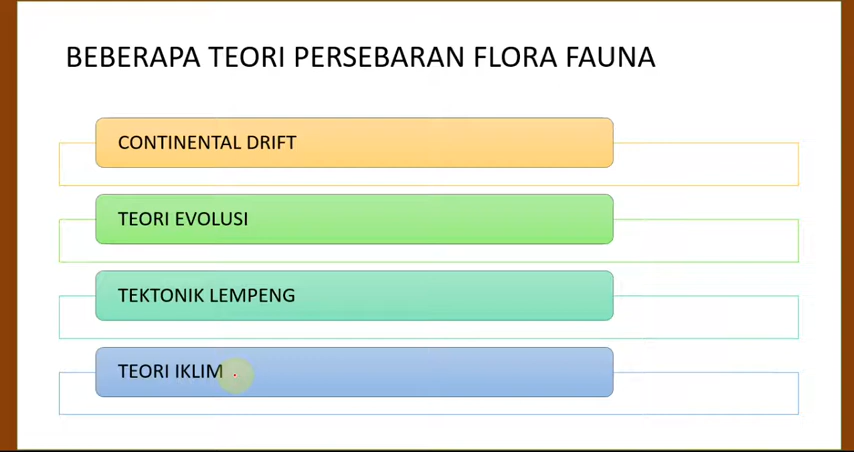 BEBERAPA TEORI PERSEBARAN FLORA FAUNA
CONTINENTAL DRIFT
TEORI EVOLUSI
TEKTONIK LEMPENG
TEORI IKLIM